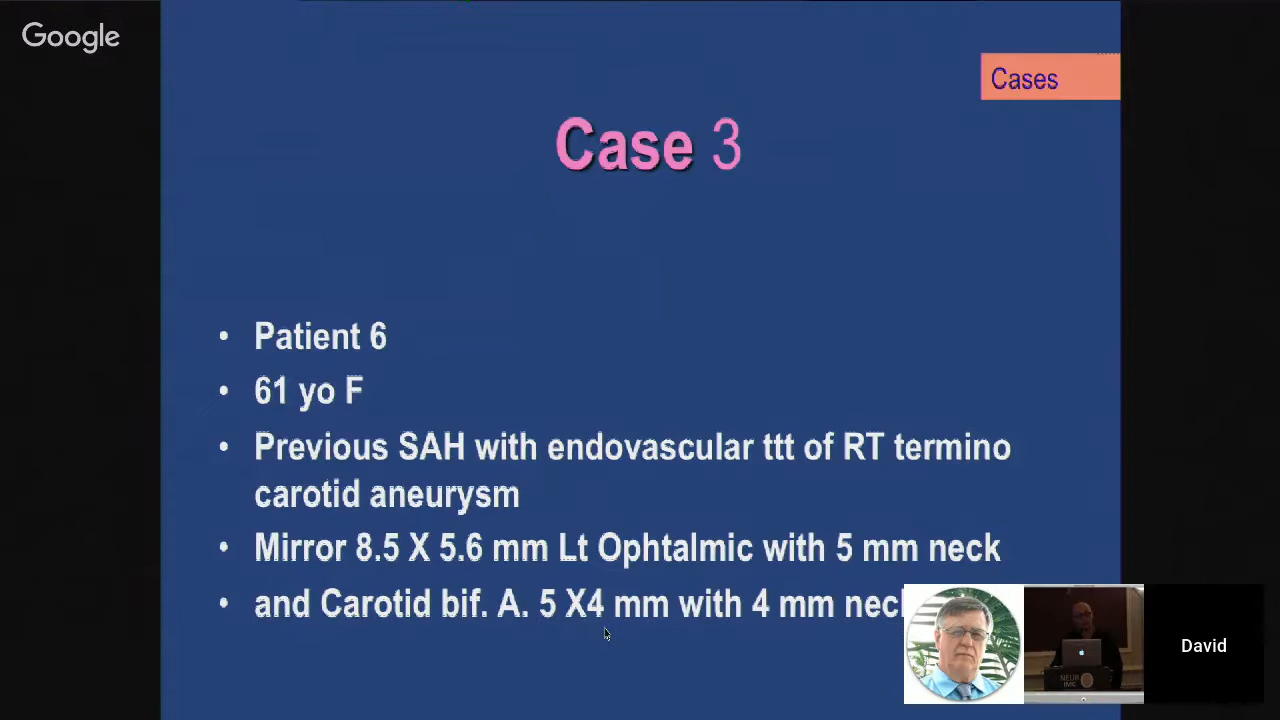 Google
Cases
Case 3
• Patient 6
• 61 yo F
• Previous SAH with endovascular ttt of RT termino
carotid aneurysm
• Mirror 8.5 X 5.6 mm Lt Ophtalmic with 5 mm neck
• and Carotid bif. A. 5 X4 mm with 4 mm
David